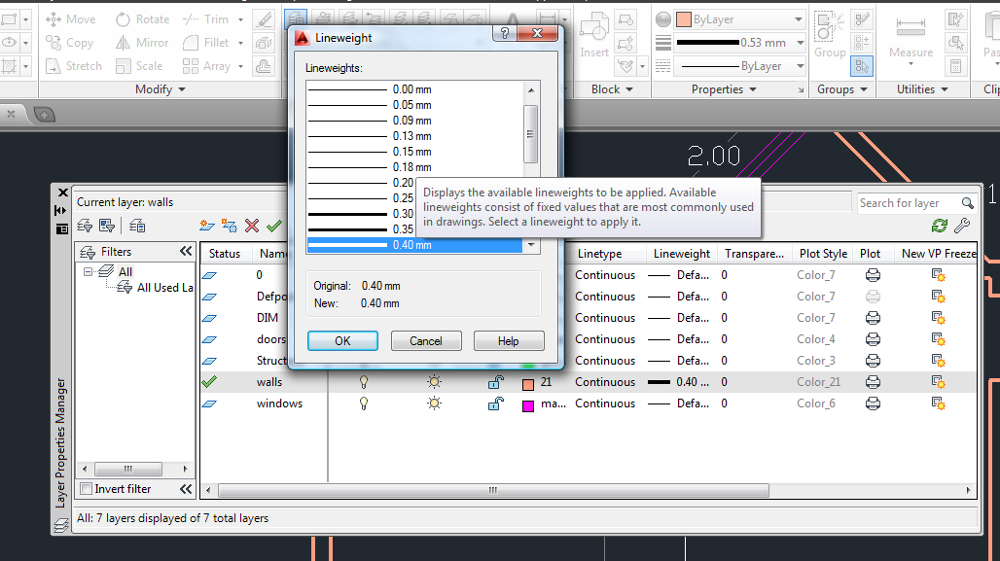 Move
Rotate
Trim
ByLayer
Copy
Mirror
Fillet
Insert
0.53 mm
Group
Measure
Stretch
Scale
Array
ByLayer
Modify
Block
Properties
Groups
Utilities
Lineweight
Lineweights:
0.00 mm
0.05 mm
0.09 mm
0.13 mm
0.15 mm
0.18 mm
0.20
0.25
0.30
0.35
0.40 mm
Displays the available lineweights to be applied. Available
lineweights consist of fixed values that are most commonly used
in drawings. Select a lineweight to apply it.
Original: 0.40 mm
New: 0.40 mm
OK
Cancel
Help
2.00
1
Current layer: walls
Search for layer
Filters
All
All Used La
Invert filter
Status Nam Linetype Lineweight Transpare... Plot Style Plot New VP Freeze
0 Continuous Defa... 0 Color_7
Defpo Continuous Defa... 0 Color_7
DIM Continuous Defa... 0 Color_7
doors Continuous Defa... 0 Color_4
Struct Continuous Defa... 0 Color_3
walls 21 Continuous 0.40 ... 0 Color_21
windows ma... Continuous Defa... 0 Color_6
Layer Properties Manager
All: 7 layers displayed of 7 total layers